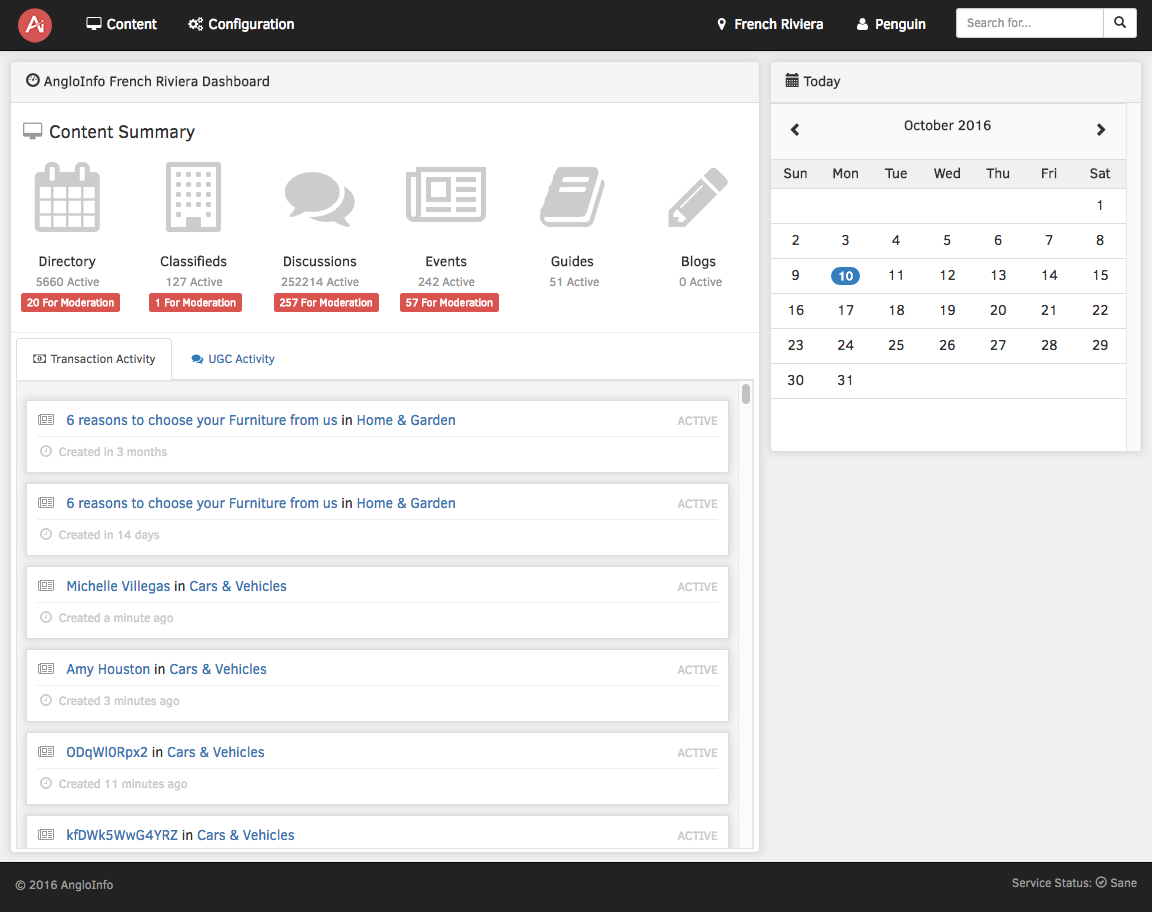 Ai
Content
Configuration
French Riviera
Penguin
Search for...
AngloInfo French Riviera Dashboard
Content Summary
Directory
5660 Active
20 For Moderation
Classifieds
127 Active
1 For Moderation
Discussions
252214 Active
257 For Moderation
Events
242 Active
57 For Moderation
Guides
51 Active
Blogs
0 Active
Transaction Activity
UGC Activity
6 reasons to choose your Furniture from us in Home & Garden ACTIVE
Created in 3 months
6 reasons to choose your Furniture from us in Home & Garden ACTIVE
Created in 14 days
Michelle Villegas in Cars & Vehicles ACTIVE
Created a minute ago
Amy Houston in Cars & Vehicles ACTIVE
Created 3 minutes ago
ODqWl0Rpx2 in Cars & Vehicles ACTIVE
Created 11 minutes ago
kfDWk5WwG4YRZ in Cars & Vehicles ACTIVE
Today
October 2016
Sun Mon Tue Wed Thu Fri Sat
1
2 3 4 5 6 7 8
9 10 11 12 13 14 15
16 17 18 19 20 21 22
23 24 25 26 27 28 29
30 31
© 2016 AngloInfo
Service Status: Sane